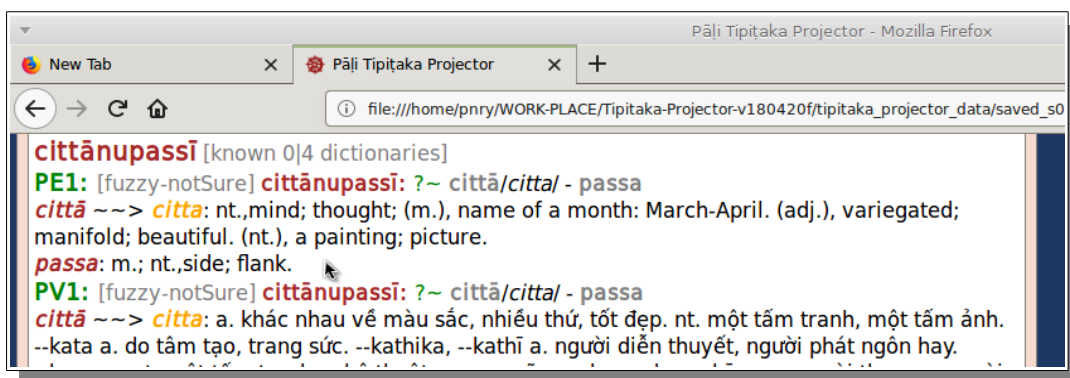 Pāḷi Tipiṭaka Projector - Mozilla Firefox
New Tab Pāḷi Tipiṭaka Projector
file:///home/pnry/WORK-PLACE/Tipitaka-Projector-v180420f/tipitaka_projector_data/saved_s0
cittānupassī [known 0|4 dictionaries]
PE1: [fuzzy-notSure] cittānupassī: ?~ cittā/citta/ - passa
cittā ~~> citta: nt.,mind; thought; (m.), name of a month: March-April. (adj.), variegated;
manifold; beautiful. (nt.), a painting; picture.
passa: m.; nt.,side; flank.
PV1: [fuzzy-notSure] cittānupassī: ?~ cittā/citta/ - passa
cittā ~~> citta: a. khác nhau về màu sắc, nhiều thứ, tốt đẹp. nt. một tấm tranh, một tấm ảnh.
--kata a. do tâm tạo, trang sức. --kathika, --kathī a. người diễn thuyết, người phát ngôn hay.